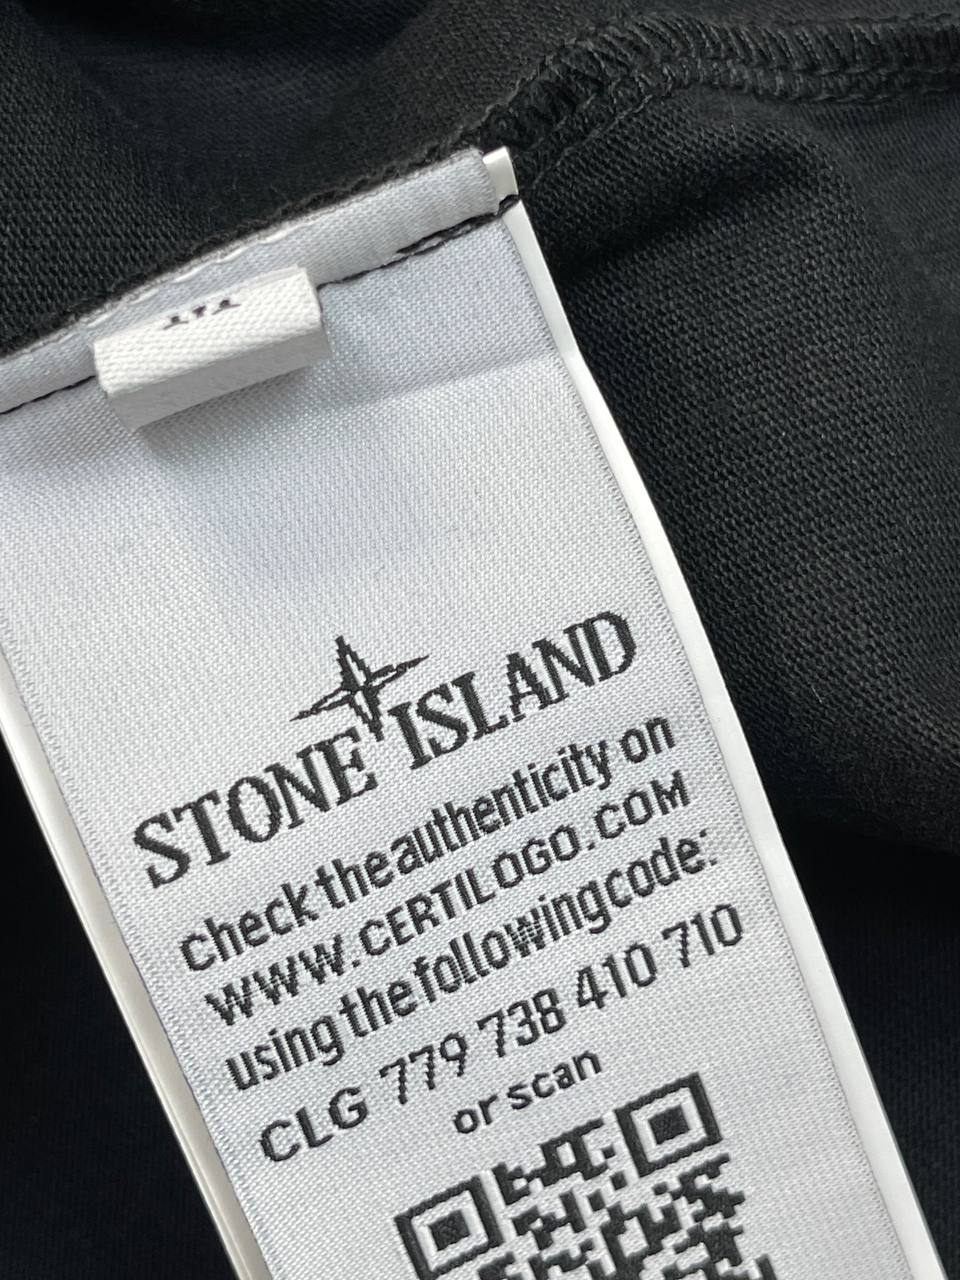 STONE ISLAND
check the authenticity on
WWW.CERTILOGO.COM
using the following code:
CLG 779 738 410 710
or scan